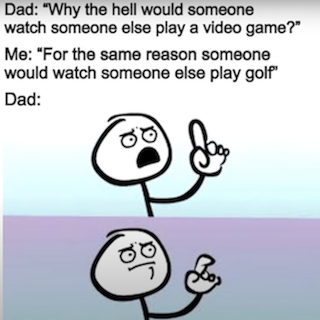 Dad: “Why the hell would someone
watch someone else play a video game?”
Me: “For the same reason someone
would watch someone else play golf”
Dad: